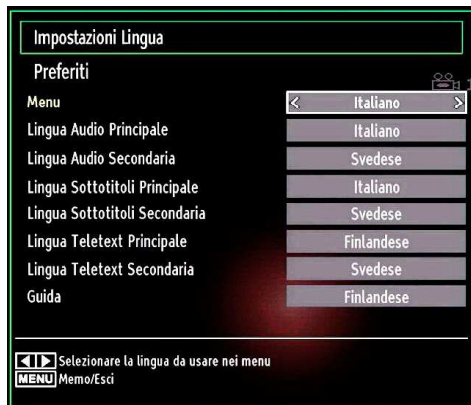 Impostazioni Lingua
Preferiti
Menu < Italiano >
Lingua Audio Principale Italiano
Lingua Audio Secondaria Svedese
Lingua Sottotitoli Principale Italiano
Lingua Sottotitoli Secondaria Svedese
Lingua Teletext Principale Finlandese
Lingua Teletext Secondaria Svedese
Guida Finlandese
Selezionare la lingua da usare nei menu
MENU Memo/Esci